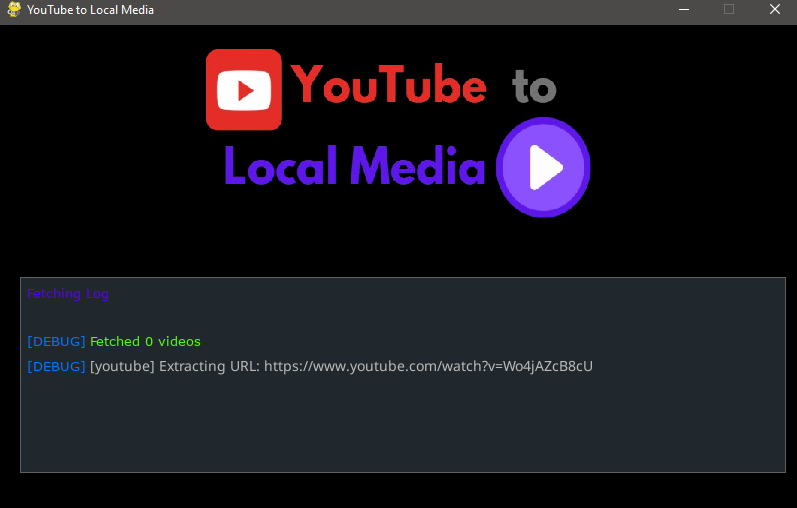 YouTube to Local Media
YouTube to
Local Media
Fetching Log
[DEBUG] Fetched 0 videos
[DEBUG] [youtube] Extracting URL: https://www.youtube.com/watch?v=Wo4jAZcB8cU